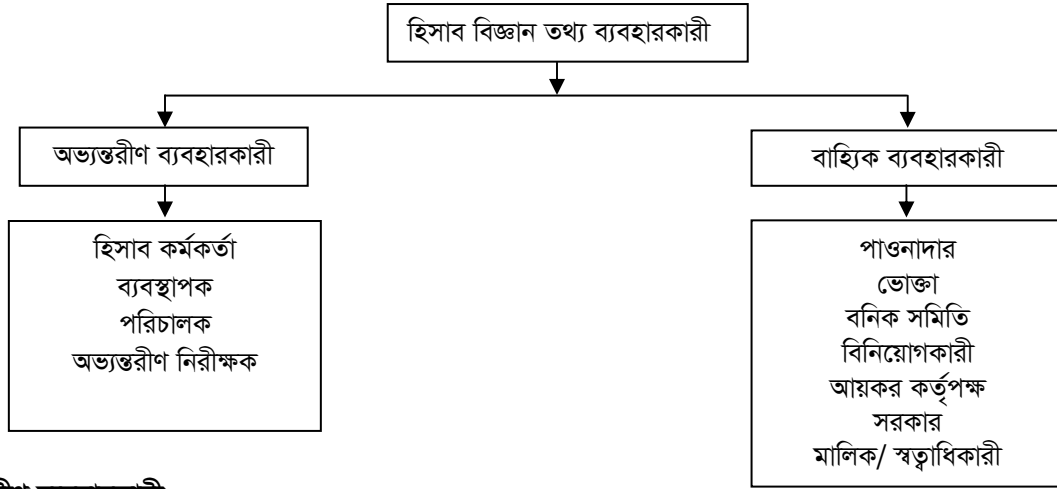 হিসাব বিজ্ঞান তথ্য ব্যবহারকারী
অভ্যন্তরীণ ব্যবহারকারী
বাহ্যিক ব্যবহারকারী
হিসাব কর্মকর্তা
ব্যবস্থাপক
পরিচালক
অভ্যন্তরীণ নিরীক্ষক
পাওনাদার
ভোক্তা
বনিক সমিতি
বিনিয়োগকারী
আয়কর কর্তৃপক্ষ
সরকার
মালিক/ স্বত্বাধিকারী